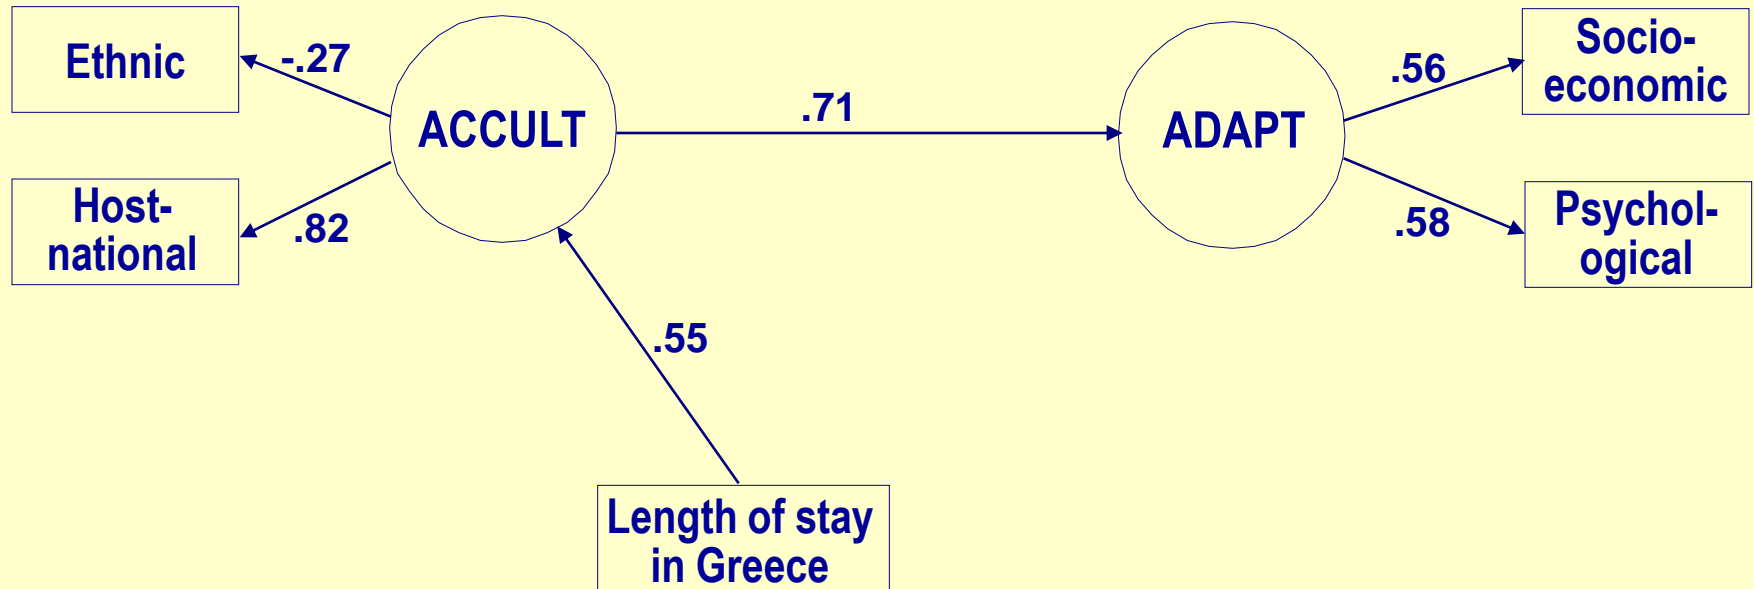 Ethnic
-.27
ACCULT
.71
ADAPT
.56
Socio-
economic
Host-
national
.82
.58
Psychol-
ogical
.55
Length of stay
in Greece